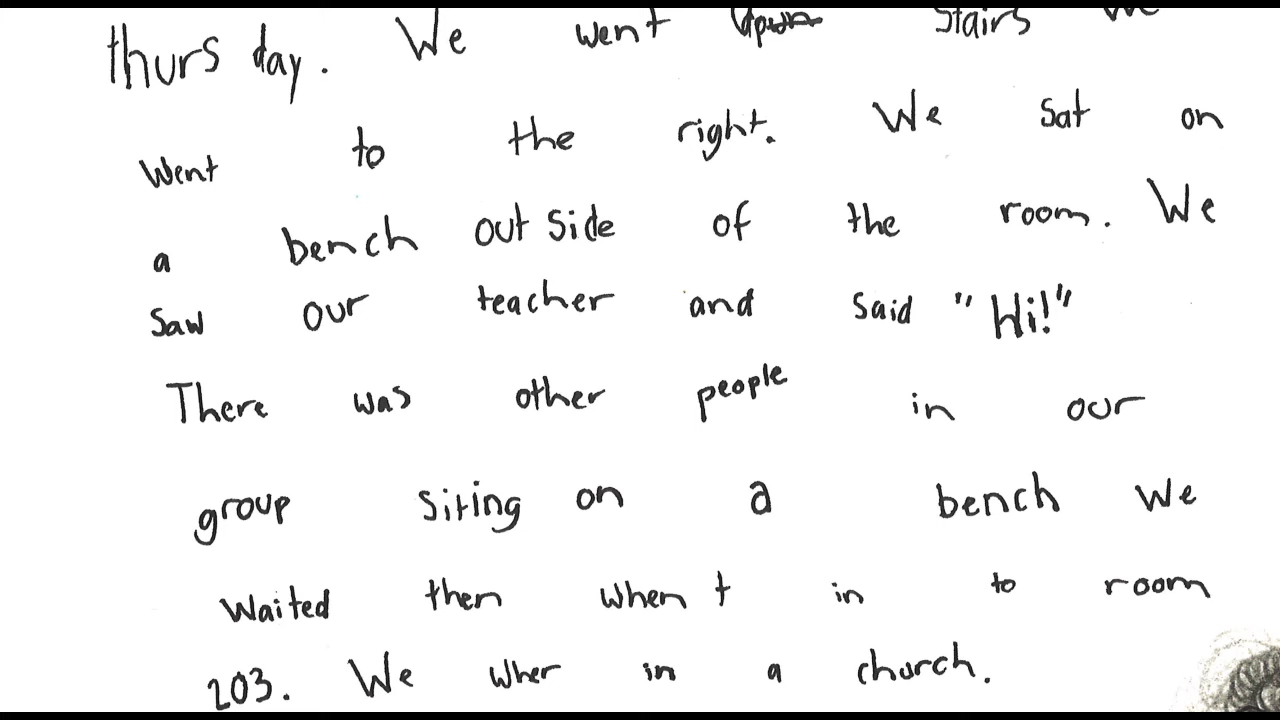 thurs day. We went up stairs we
went to the right. We sat on
a bench out side of the room. We
saw our teacher and said "Hi!"
There was other people in our
group siting on a bench We
waited then when t in to room
203. We wher in a church.